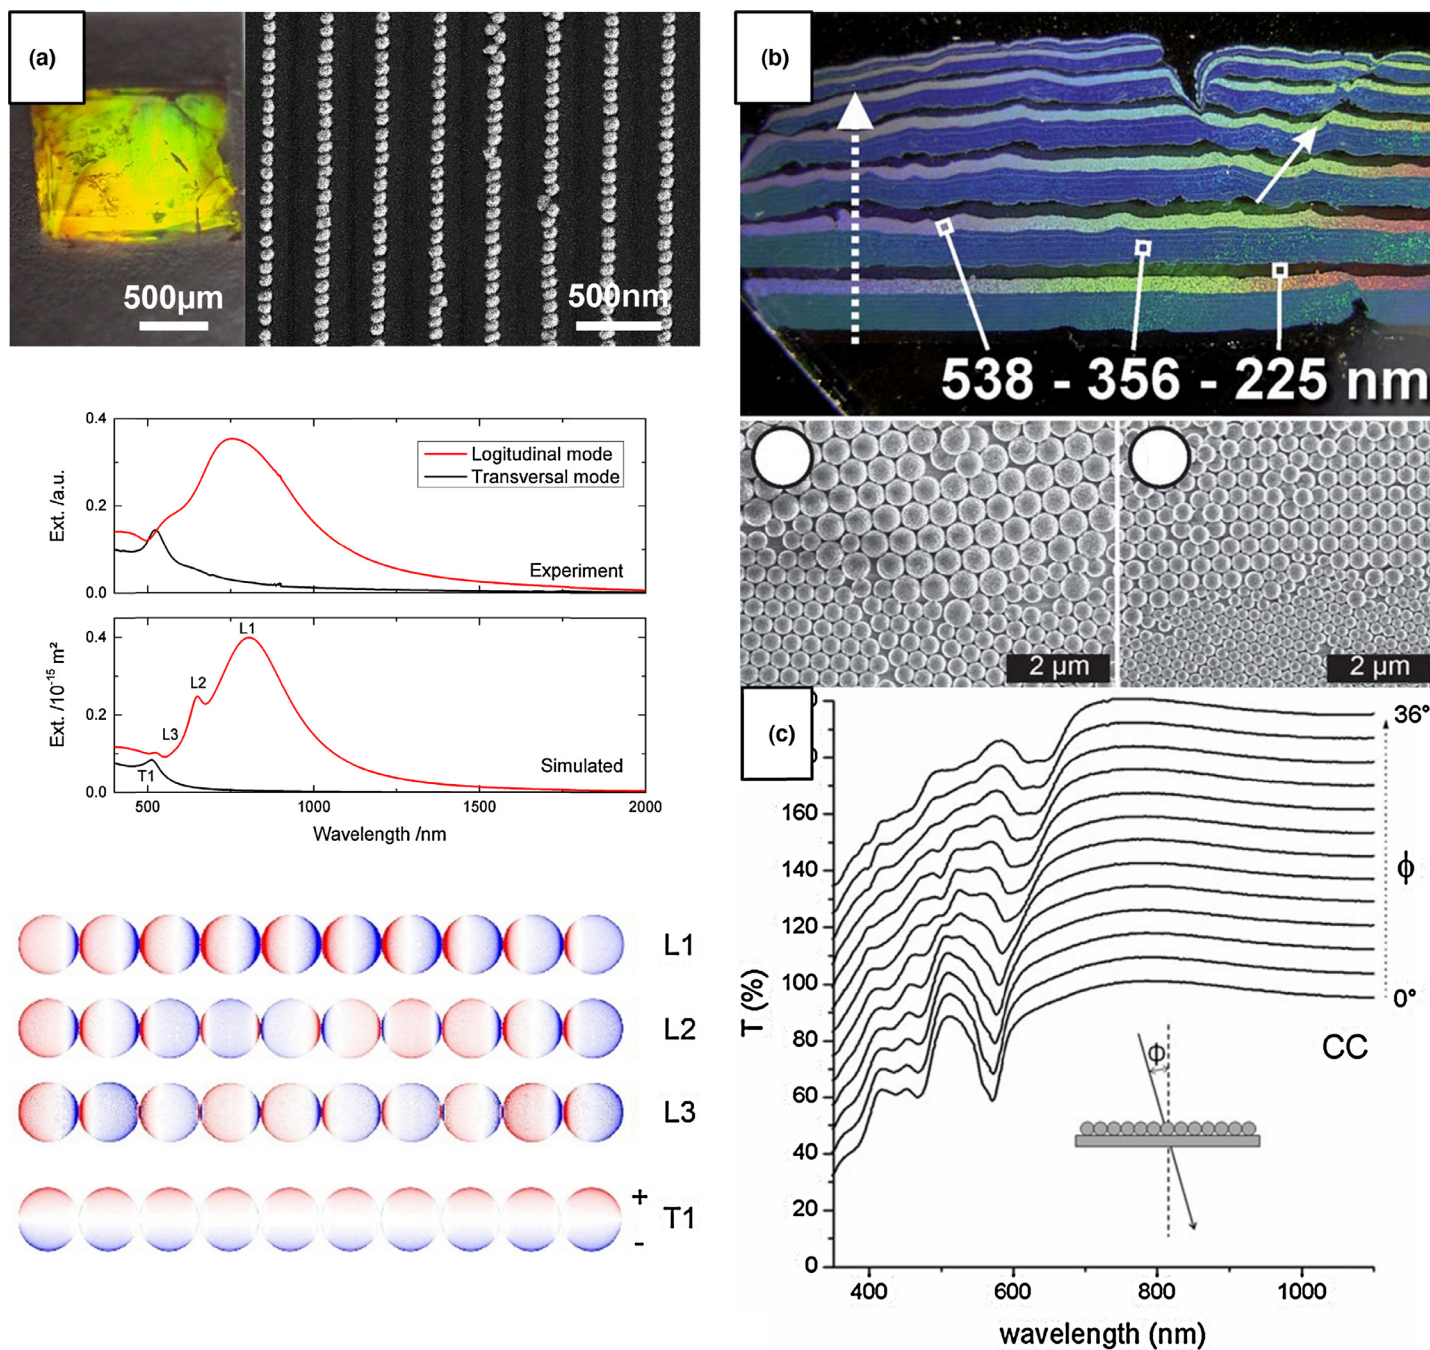 (a)
500µm
500nm
0.4
0.2
0.0
Ext. /a.u.
Logitudinal mode
Transversal mode
Experiment
0.4
0.2
0.0
Ext. /10⁻¹⁵ m²
L1
L2
L3
T1
Simulated
500 1000 1500 2000
Wavelength /nm
L1
L2
L3
T1
+
-
(b)
538 - 356 - 225 nm
2 µm
2 µm
(c)
160
140
120
100
80
60
40
20
0
T (%)
36°
ϕ
0°
CC
ϕ
400 600 800 1000
wavelength (nm)